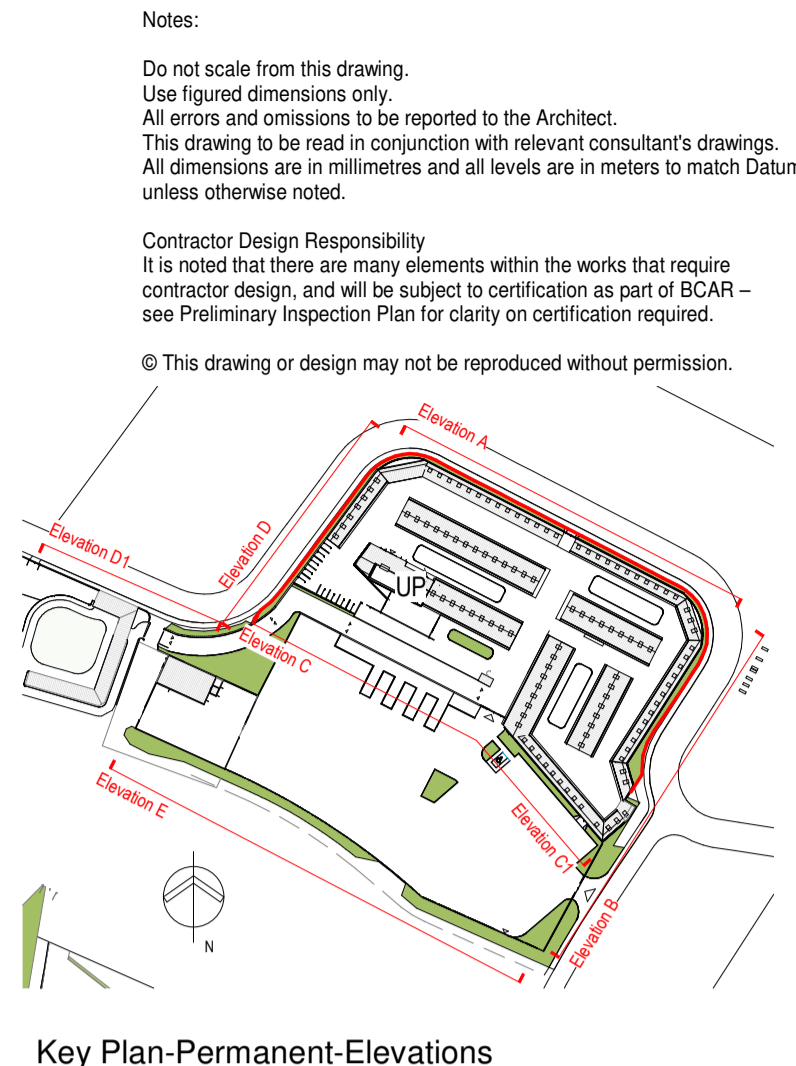 Notes:
Do not scale from this drawing.
Use figured dimensions only.
All errors and omissions to be reported to the Architect.
This drawing to be read in conjunction with relevant consultant's drawings.
All dimensions are in millimetres and all levels are in meters to match Datum
unless otherwise noted.
Contractor Design Responsibility
It is noted that there are many elements within the works that require
contractor design, and will be subject to certification as part of BCAR –
see Preliminary Inspection Plan for clarity on certification required.
© This drawing or design may not be reproduced without permission.
Elevation A
Elevation D1
Elevation D
UP
Elevation C
Elevation E
Elevation C1
Elevation B
N
Key Plan-Permanent-Elevations